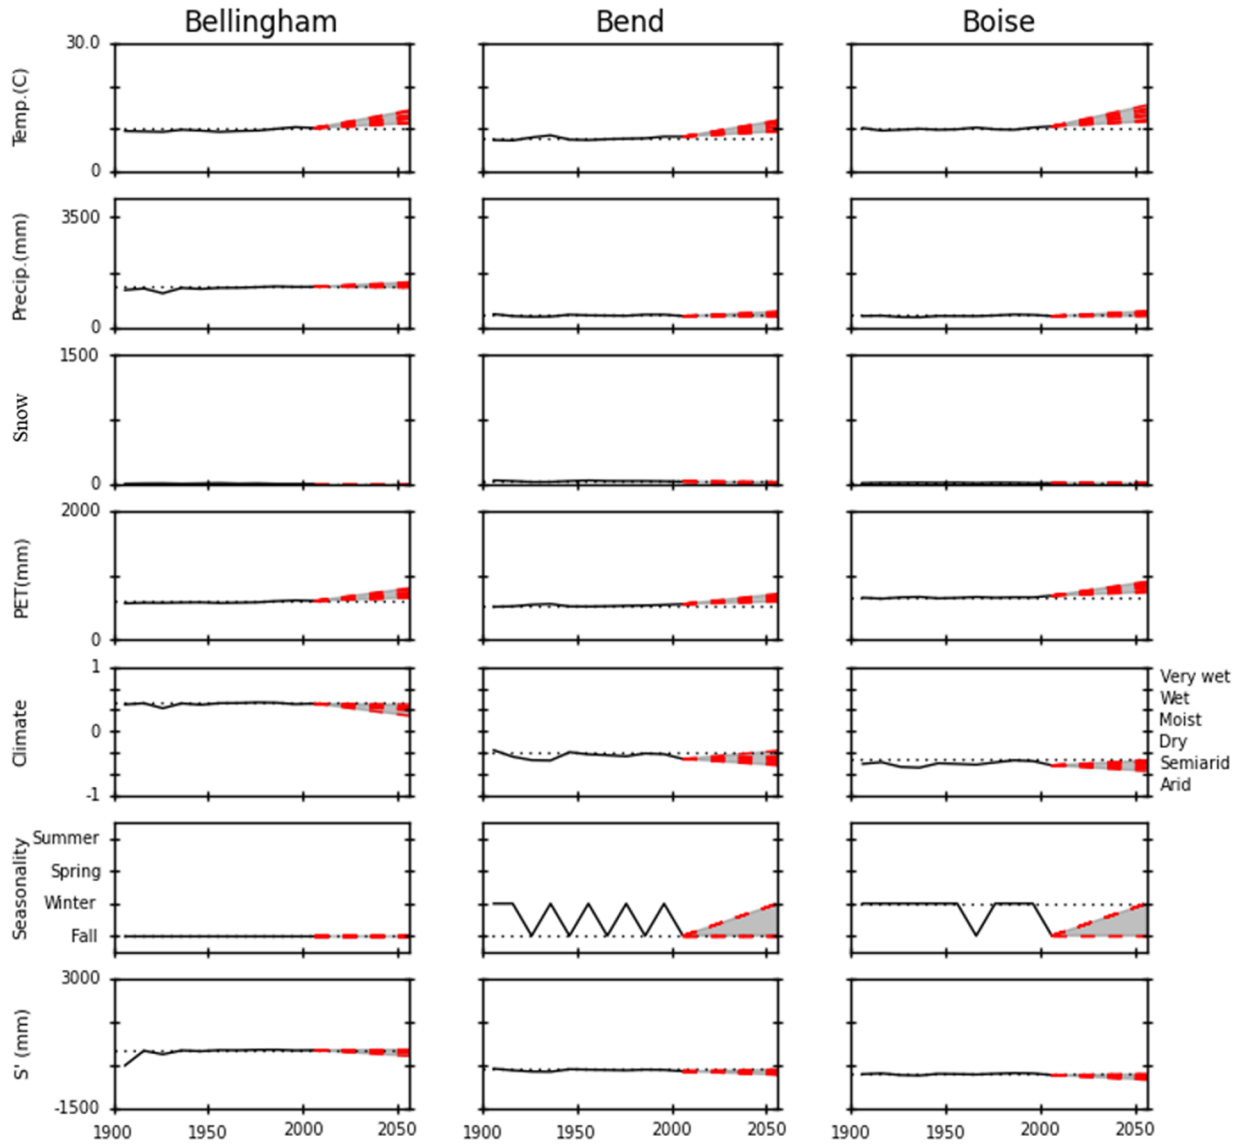 Bellingham Bend Boise
Temp.(C)
30.0
0
Precip.(mm)
3500
0
Snow
1500
0
PET(mm)
2000
0
Climate
1
0
-1
Very wet
Wet
Moist
Dry
Semiarid
Arid
Seasonality
Summer
Spring
Winter
Fall
S' (mm)
3000
-1500
1900 1950 2000 2050 1900 1950 2000 2050 1900 1950 2000 2050